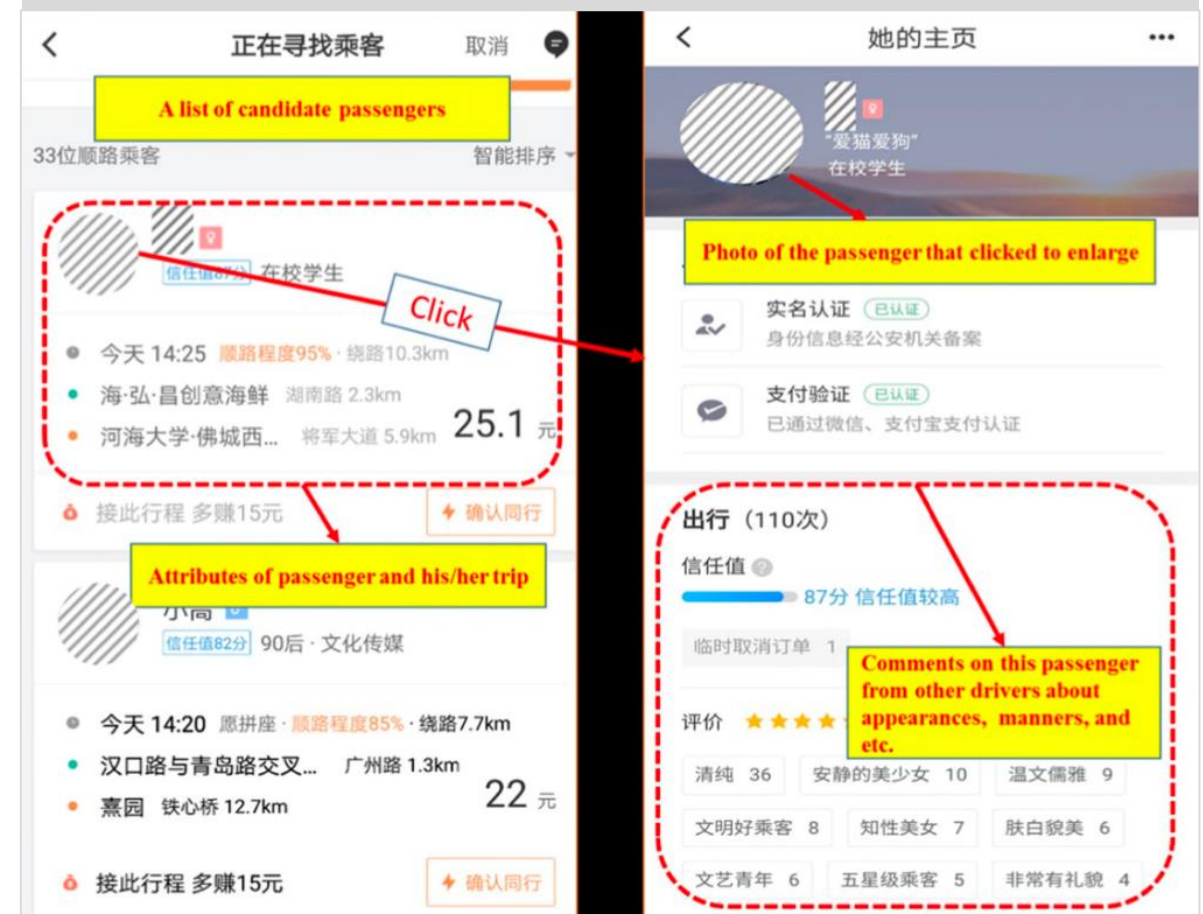 正在寻找乘客 取消
A list of candidate passengers
33位顺路乘客 智能排序
信任值87分 在校学生
Click
今天 14:25 顺路程度95% · 绕路10.3km
海·弘·昌创意海鲜 湖南路 2.3km
河海大学·佛城西... 将军大道 5.9km
25.1 元
接此行程 多赚15元 确认同行
Attributes of passenger and his/her trip
小高
信任值82分 90后 · 文化传媒
今天 14:20 愿拼座 · 顺路程度85% · 绕路7.7km
汉口路与青岛路交叉... 广州路 1.3km
熹园 铁心桥 12.7km
22 元
接此行程 多赚15元 确认同行
她的主页
“爱猫爱狗”
在校学生
Photo of the passenger that clicked to enlarge
实名认证 已认证
身份信息经公安机关备案
支付验证 已认证
已通过微信、支付宝支付认证
出行（110次）
信任值
87分 信任值较高
临时取消订单 1
Comments on this passenger
from other drivers about
appearances, manners, and
etc.
评价
清纯 36 安静的美少女 10 温文儒雅 9
文明好乘客 8 知性美女 7 肤白貌美 6
文艺青年 6 五星级乘客 5 非常有礼貌 4